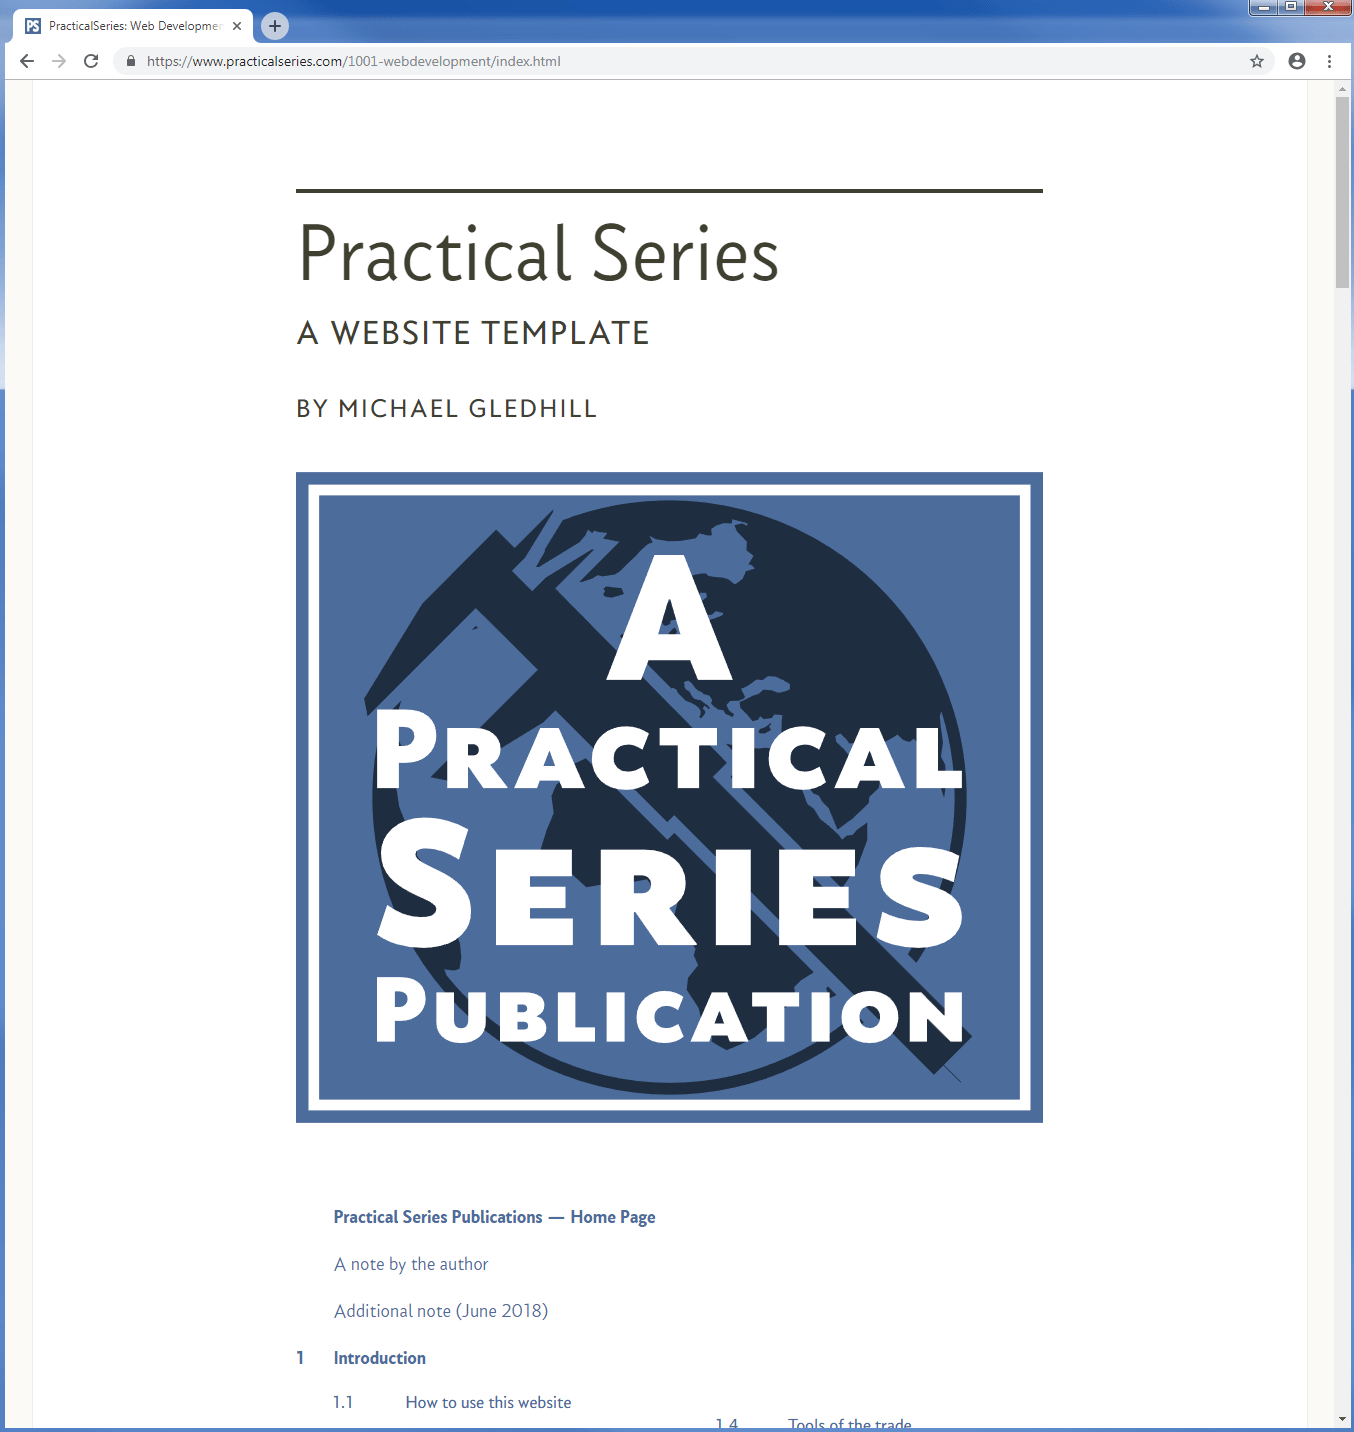 PS PracticalSeries: Web Developme
https://www.practicalseries.com/1001-webdevelopment/index.html
Practical Series
A WEBSITE TEMPLATE
BY MICHAEL GLEDHILL
A
PRACTICAL
SERIES
PUBLICATION
Practical Series Publications — Home Page
A note by the author
Additional note (June 2018)
1 Introduction
1.1 How to use this website
1.4 Tools of the trade